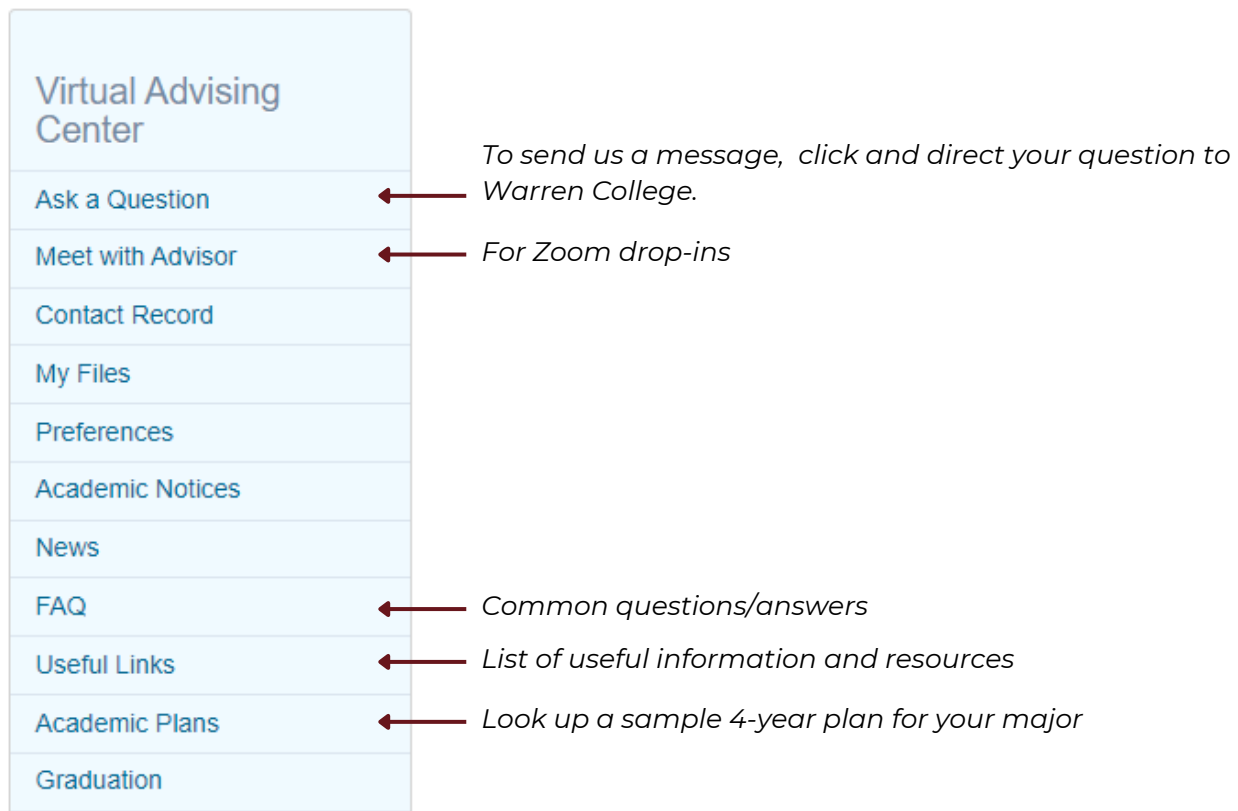 Virtual Advising
Center
Ask a Question
To send us a message,  click and direct your question to
Warren College.
Meet with Advisor
For Zoom drop-ins
Contact Record
My Files
Preferences
Academic Notices
News
FAQ
Common questions/answers
Useful Links
List of useful information and resources
Academic Plans
Look up a sample 4-year plan for your major
Graduation